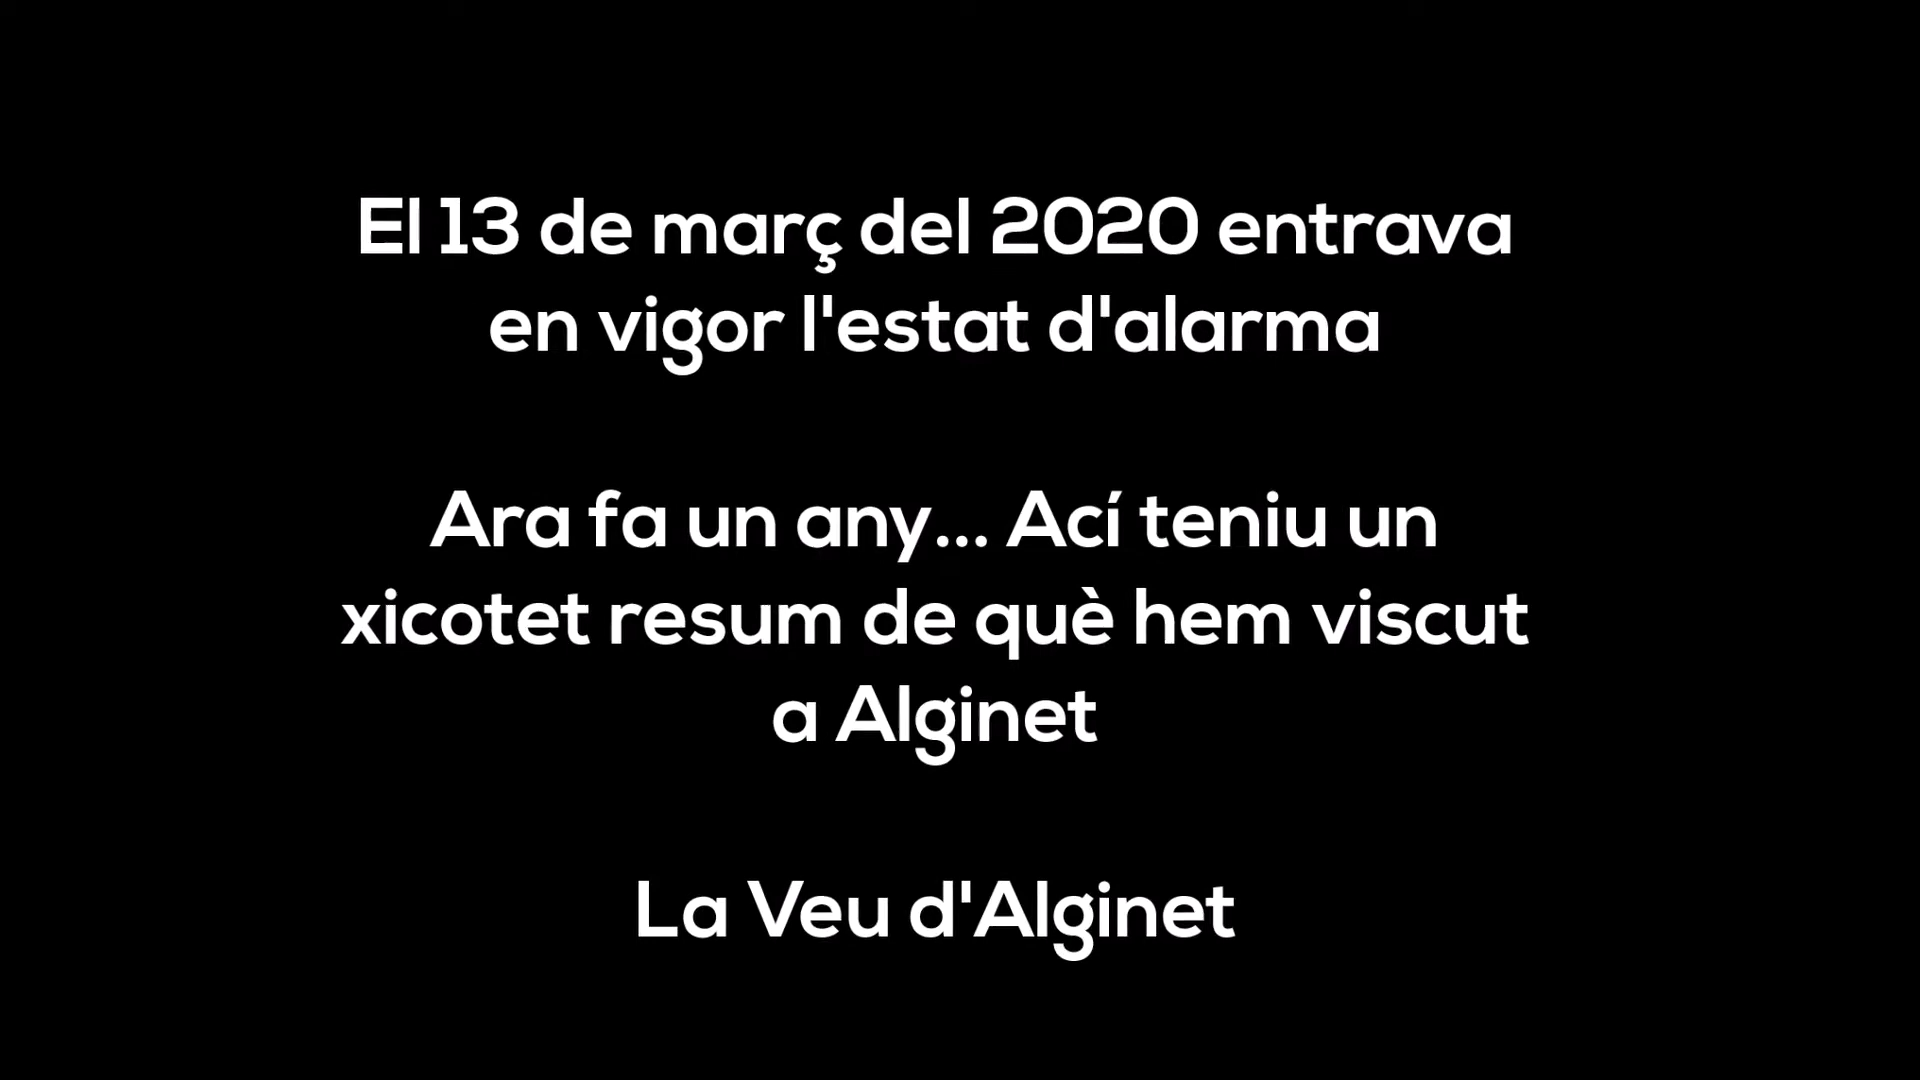 El 13 de març del 2020 entrava
en vigor l'estat d'alarma
Ara fa un any... Ací teniu un
xicotet resum de què hem viscut
a Alginet
La Veu d'Alginet